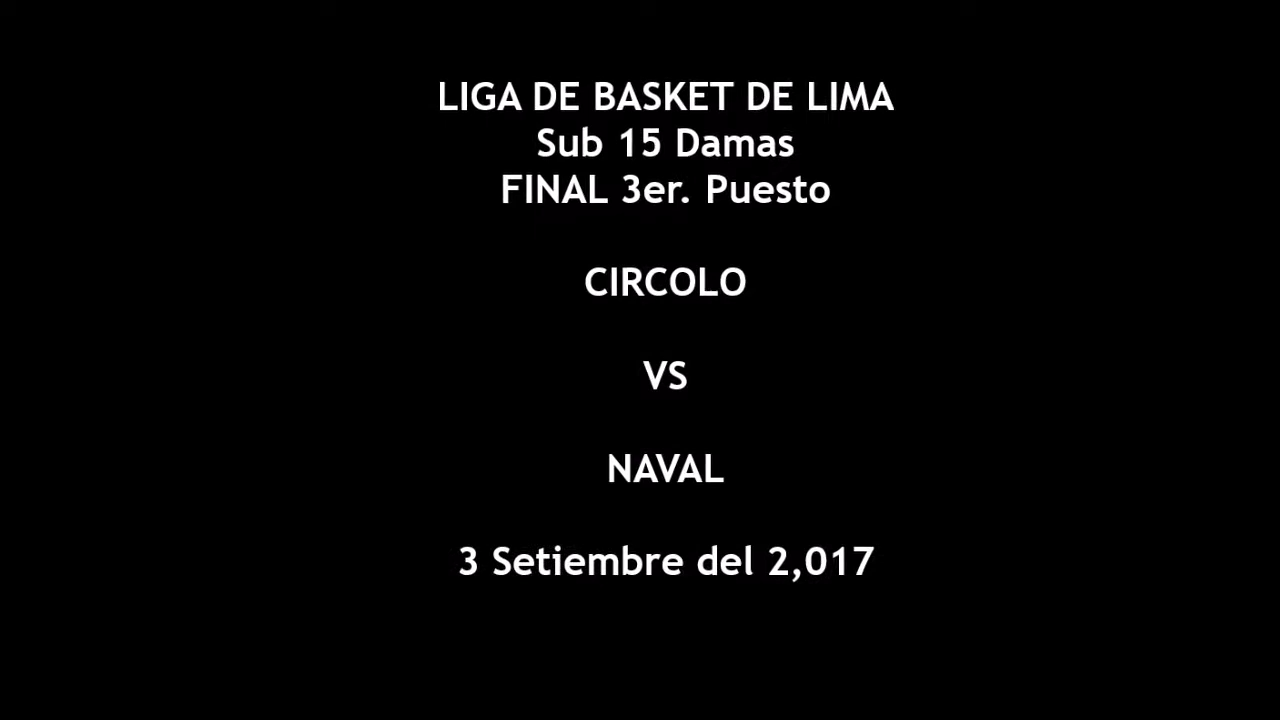 LIGA DE BASKET DE LIMA
Sub 15 Damas
FINAL 3er. Puesto
CIRCOLO
VS
NAVAL
3 Setiembre del 2,017